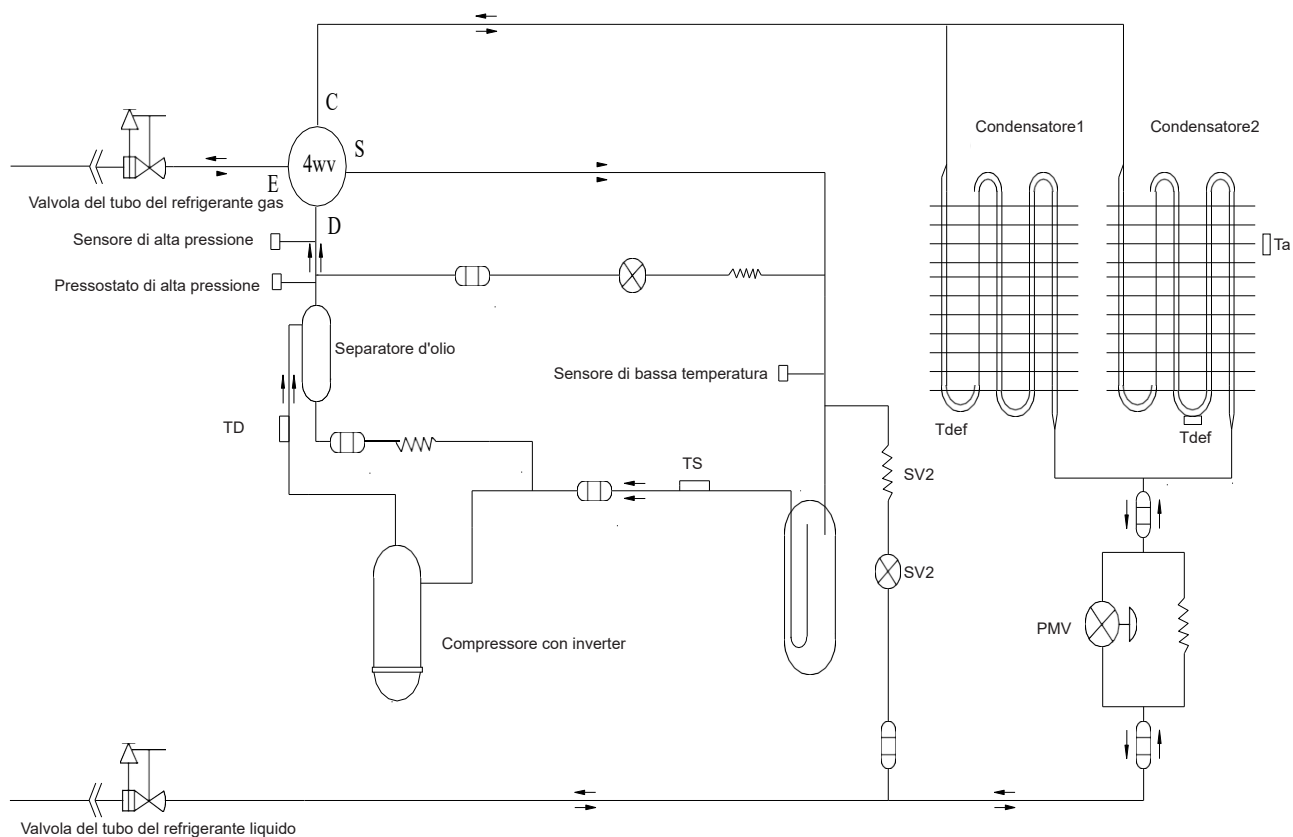 C
Condensatore1
Condensatore2
S
4wv
E
Valvola del tubo del refrigerante gas
D
Sensore di alta pressione
Ta
Pressostato di alta pressione
Separatore d'olio
Sensore di bassa temperatura
TD
Tdef
Tdef
TS
SV2
SV2
PMV
Compressore con inverter
Valvola del tubo del refrigerante liquido